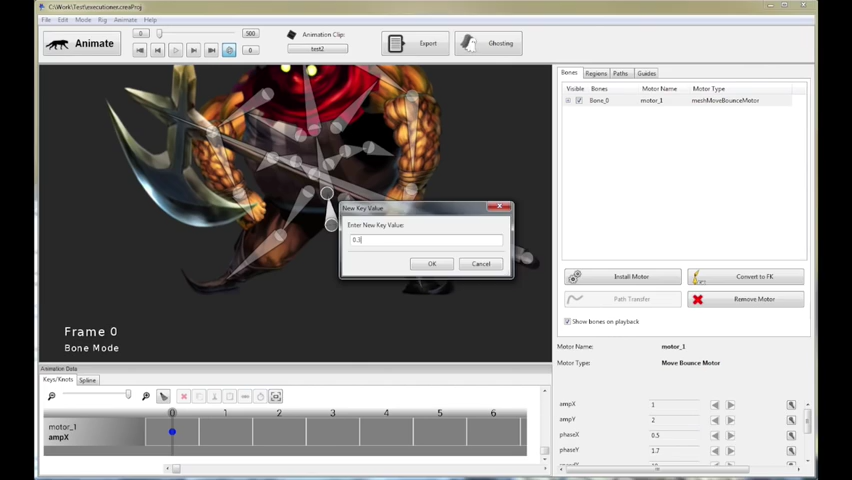 C:\Work\Test\executioner.creaProj
File Edit Mode Rig Animate Help
Animate
0 500
0
Animation Clip:
test2
Export
Ghosting
Bones Regions Paths Guides
Visible Bones Motor Name Motor Type
Bone_0 motor_1 meshMoveBounceMotor
New Key Value
Enter New Key Value:
0.3
OK Cancel
Install Motor Convert to FK
Path Transfer Remove Motor
Show bones on playback
Frame 0
Bone Mode
Motor Name: motor_1
Motor Type: Move Bounce Motor
Animation Data
Keys/Knots Spline
0 1 2 3 4 5 6
motor_1
ampX
ampX 1
ampY 2
phaseX 0.5
phaseY 1.7